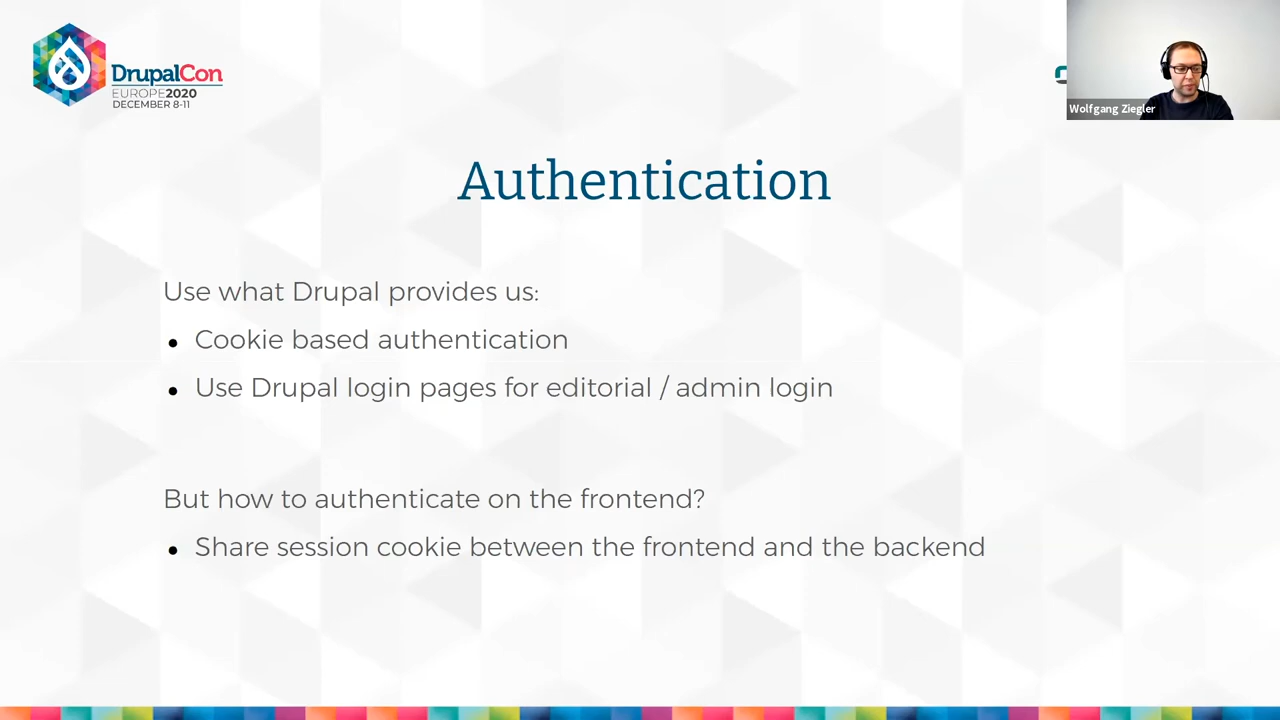 DrupalCon
EUROPE2020
DECEMBER 8-11
Wolfgang Ziegler
Authentication
Use what Drupal provides us:
• Cookie based authentication
• Use Drupal login pages for editorial / admin login
But how to authenticate on the frontend?
• Share session cookie between the frontend and the backend